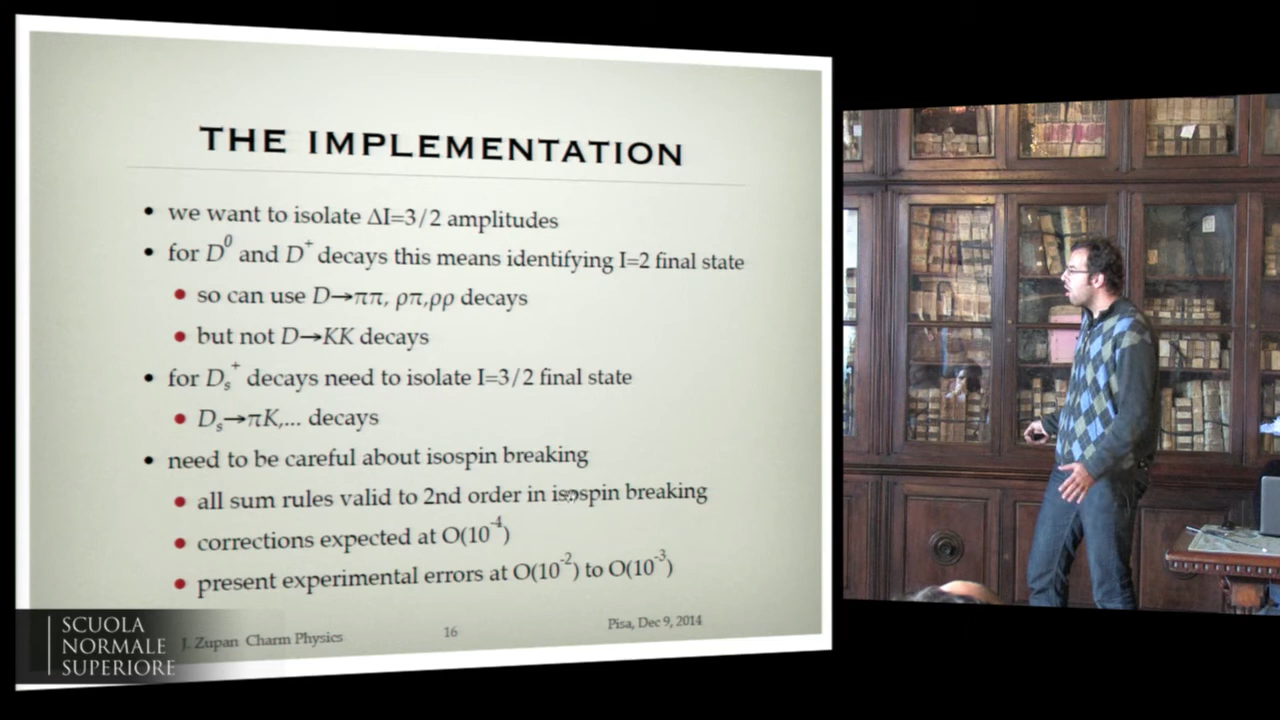 THE IMPLEMENTATION
• we want to isolate ΔI=3/2 amplitudes
• for D⁰ and D⁺ decays this means identifying I=2 final state
• so can use D→ππ, ρπ,ρρ decays
• but not D→KK decays
• for Dₛ⁺ decays need to isolate I=3/2 final state
• Dₛ→πK,... decays
• need to be careful about isospin breaking
• all sum rules valid to 2nd order in isospin breaking
• corrections expected at O(10⁻⁴)
• present experimental errors at O(10⁻²) to O(10⁻³)
J. Zupan Charm Physics
16
Pisa, Dec 9, 2014
SCUOLA
NORMALE
SUPERIORE